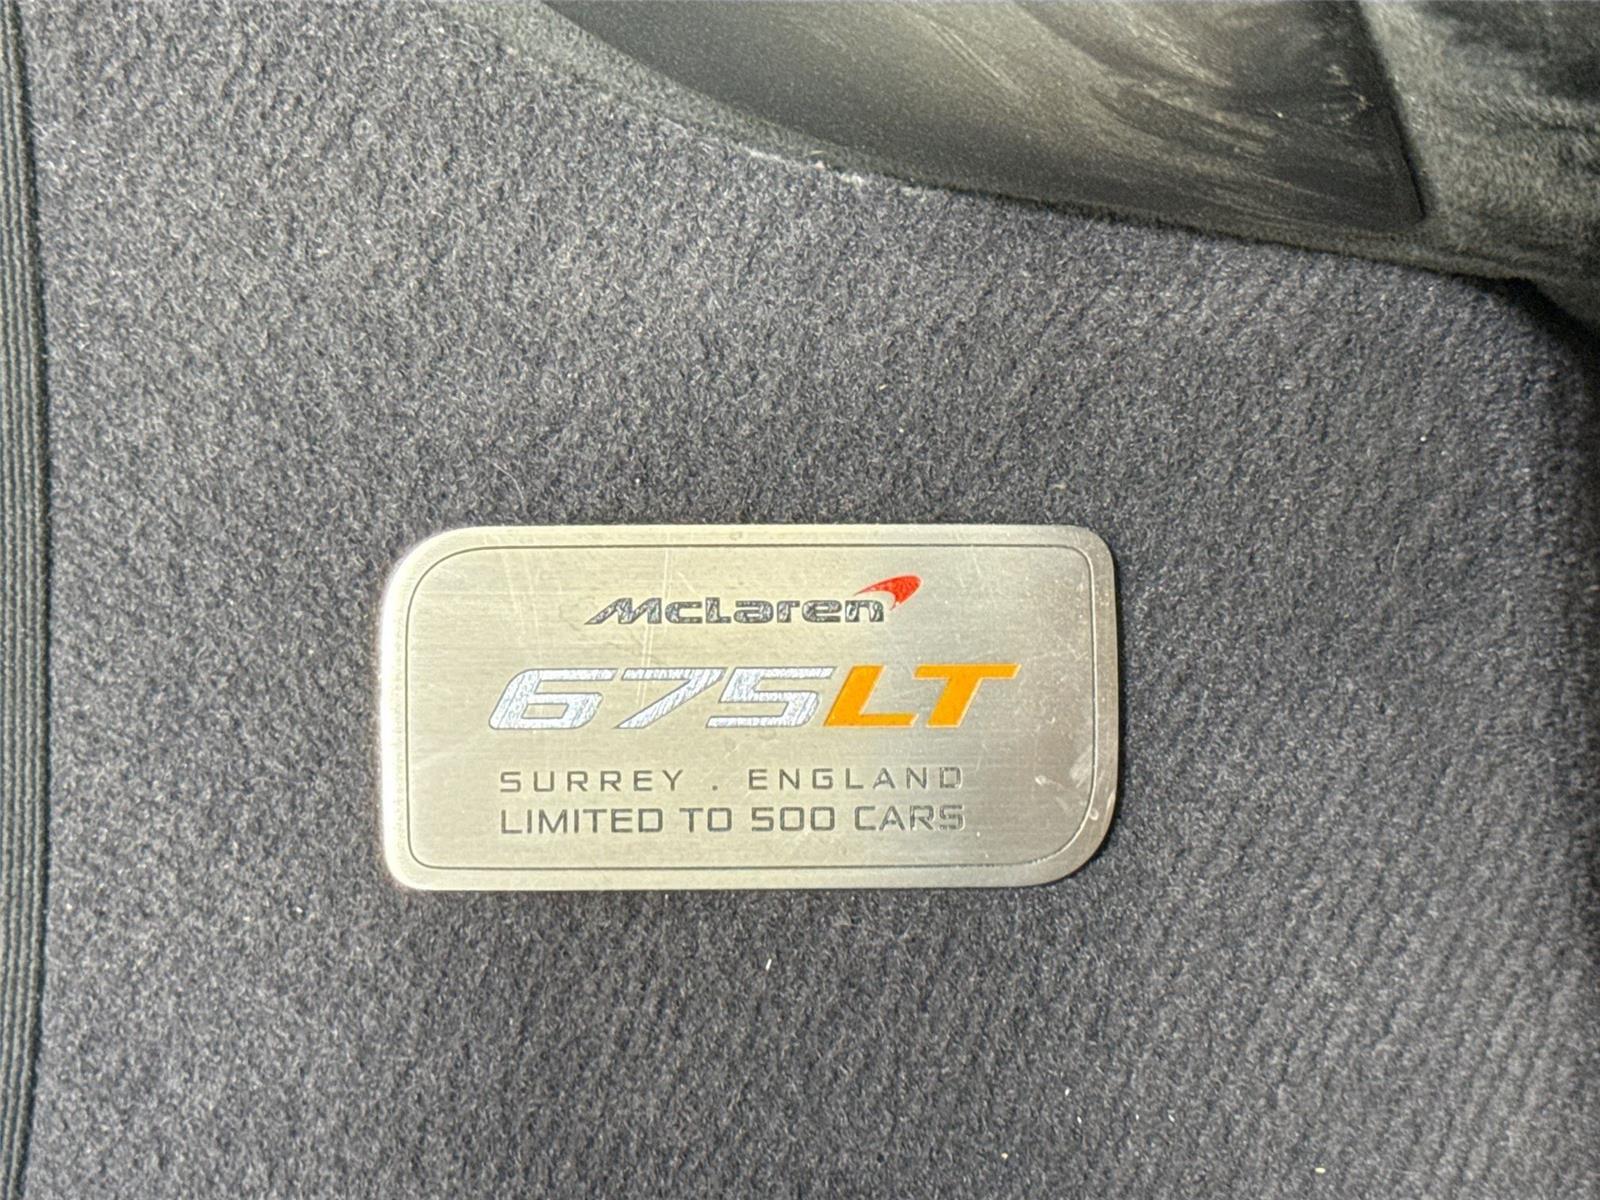 McLaren
675LT
SURREY . ENGLAND
LIMITED TO 500 CARS